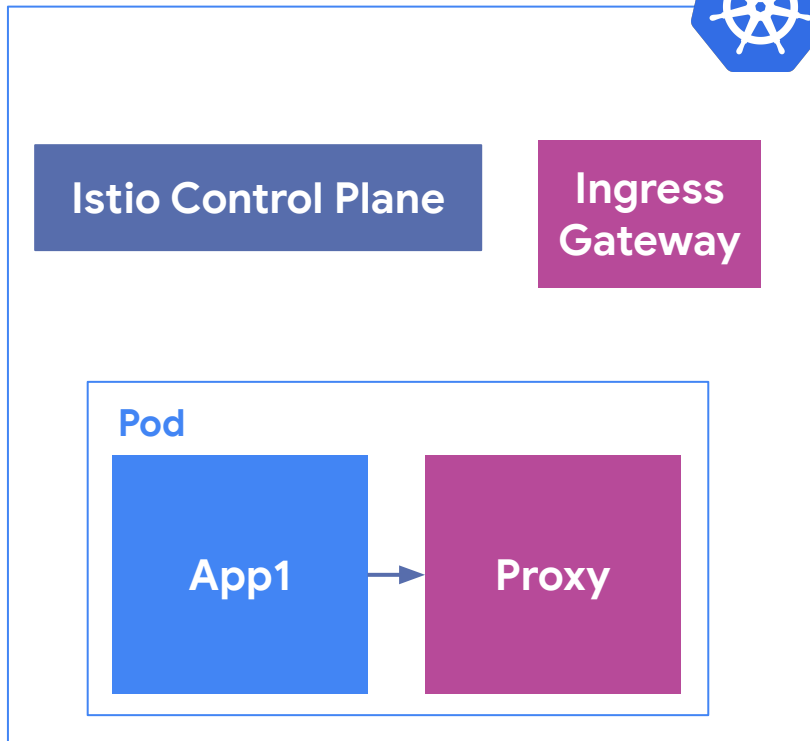 Istio Control Plane
Ingress
Gateway
Pod
App1
Proxy